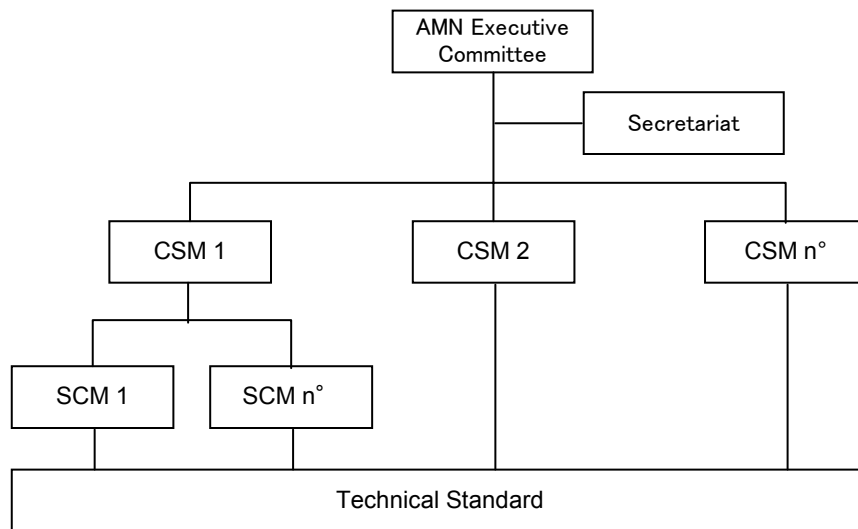 AMN Executive
Committee
Secretariat
CSM 1
CSM 2
CSM n°
SCM 1
SCM n°
Technical Standard